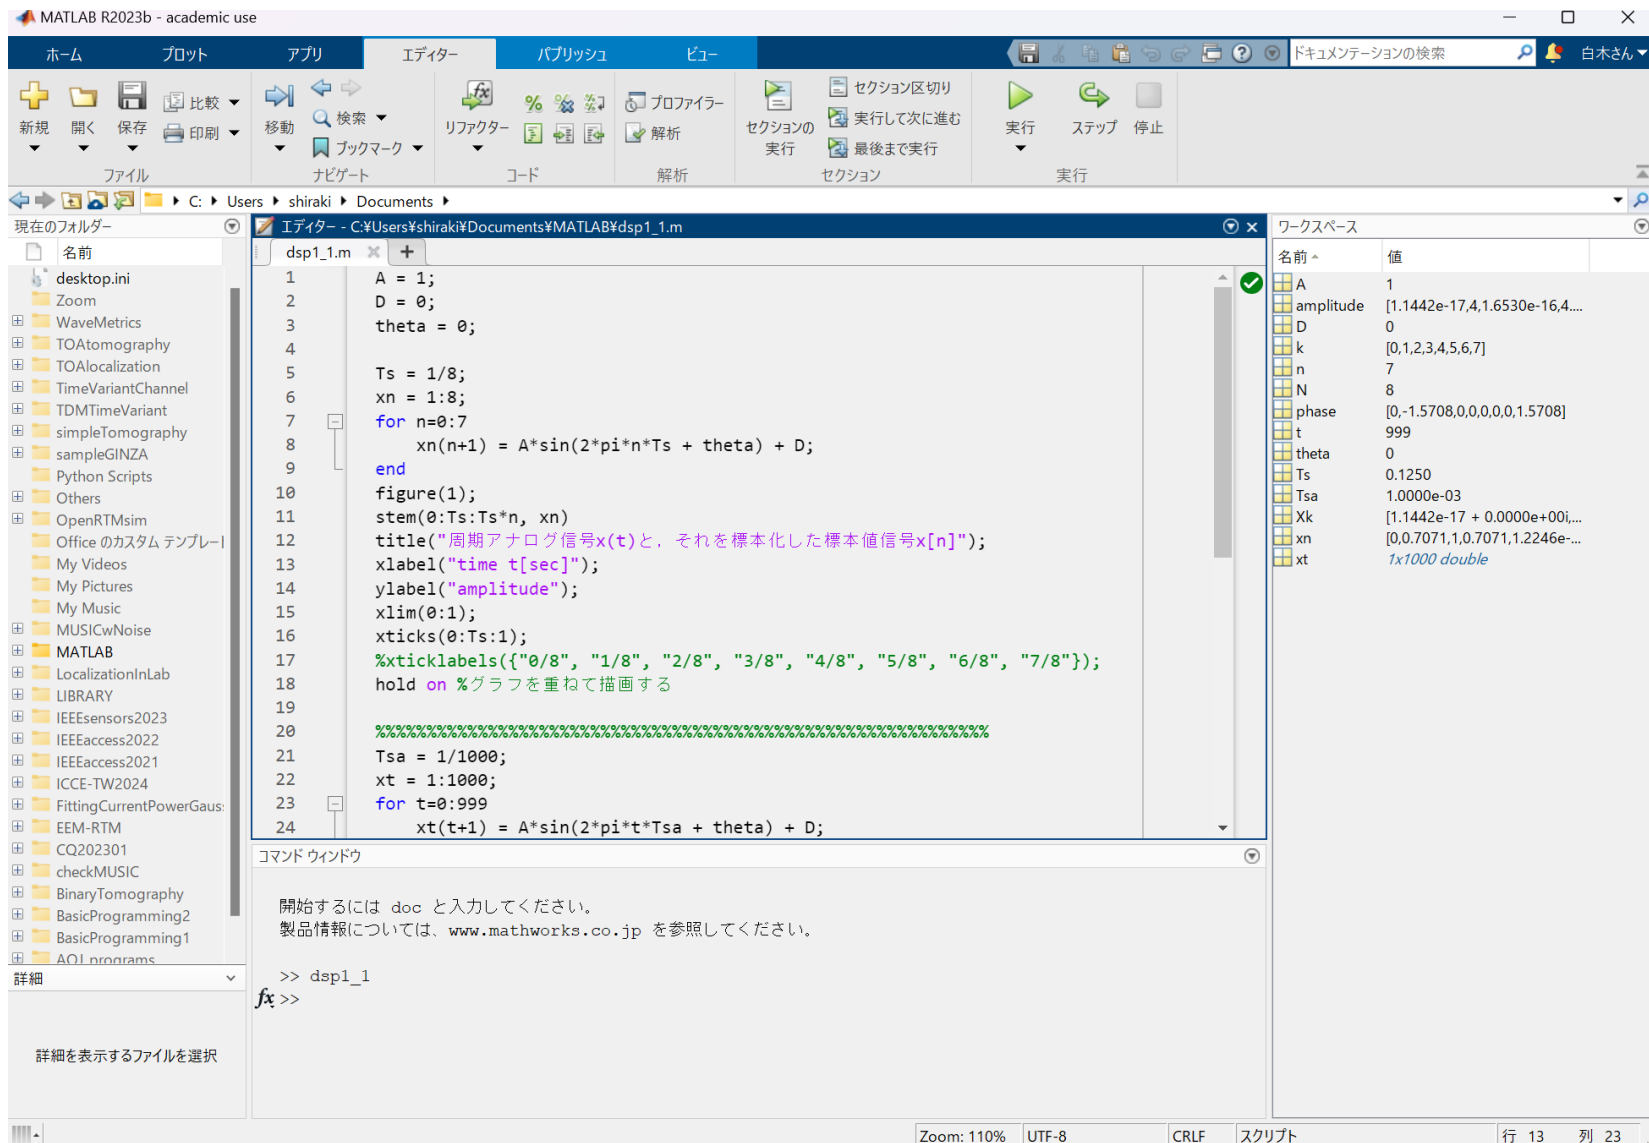 MATLAB R2023b - academic use
ホーム プロット アプリ エディター パブリッシュ ビュー ドキュメンテーションの検索 白木さん
新規 開く 保存 比較 印刷 移動 検索 ブックマーク リファクター プロファイラー 解析 セクションの実行 セクション区切り 実行して次に進む 最後まで実行 実行 ステップ 停止
ファイル ナビゲート コード 解析 セクション 実行
C: Users shiraki Documents
現在のフォルダー
名前
desktop.ini
Zoom
WaveMetrics
TOAtomography
TOAlocalization
TimeVariantChannel
TDMTimeVariant
simpleTomography
sampleGINZA
Python Scripts
Others
OpenRTMsim
Office のカスタム テンプレート
My Videos
My Pictures
My Music
MUSICwNoise
MATLAB
LocalizationInLab
LIBRARY
IEEEsensors2023
IEEEaccess2022
IEEEaccess2021
ICCE-TW2024
FittingCurrentPowerGaus
EEM-RTM
CQ202301
checkMUSIC
BinaryTomography
BasicProgramming2
BasicProgramming1
AOJ programs
詳細
詳細を表示するファイルを選択
エディター - C:¥Users¥shiraki¥Documents¥MATLAB¥dsp1_1.m
dsp1_1.m
1 A = 1;
2 D = 0;
3 theta = 0;
4
5 Ts = 1/8;
6 xn = 1:8;
7 for n=0:7
8 xn(n+1) = A*sin(2*pi*n*Ts + theta) + D;
9 end
10 figure(1);
11 stem(0:Ts:Ts*n, xn)
12 title("周期アナログ信号x(t)と，それを標本化した標本値信号x[n]");
13 xlabel("time t[sec]");
14 ylabel("amplitude");
15 xlim(0:1);
16 xticks(0:Ts:1);
17 %xticklabels({"0/8", "1/8", "2/8", "3/8", "4/8", "5/8", "6/8", "7/8"});
18 hold on %グラフを重ねて描画する
19
20 %%%%%%%%%%%%%%%%%%%%%%%%%%%%%%%%%%%%%%%%%%%%%%%%%%%%%%%%%%%%
21 Tsa = 1/1000;
22 xt = 1:1000;
23 for t=0:999
24 xt(t+1) = A*sin(2*pi*t*Tsa + theta) + D;
コマンド ウィンドウ
開始するには doc と入力してください。
製品情報については、www.mathworks.co.jp を参照してください。
>> dsp1_1
fx >>
ワークスペース
名前 値
A 1
amplitude [1.1442e-17,4,1.6530e-16,4....
D 0
k [0,1,2,3,4,5,6,7]
n 7
N 8
phase [0,-1.5708,0,0,0,0,0,1.5708]
t 999
theta 0
Ts 0.1250
Tsa 1.0000e-03
Xk [1.1442e-17 + 0.0000e+00i,...
xn [0,0.7071,1,0.7071,1.2246e-...
xt 1x1000 double
Zoom: 110% UTF-8 CRLF スクリプト 行 13 列 23